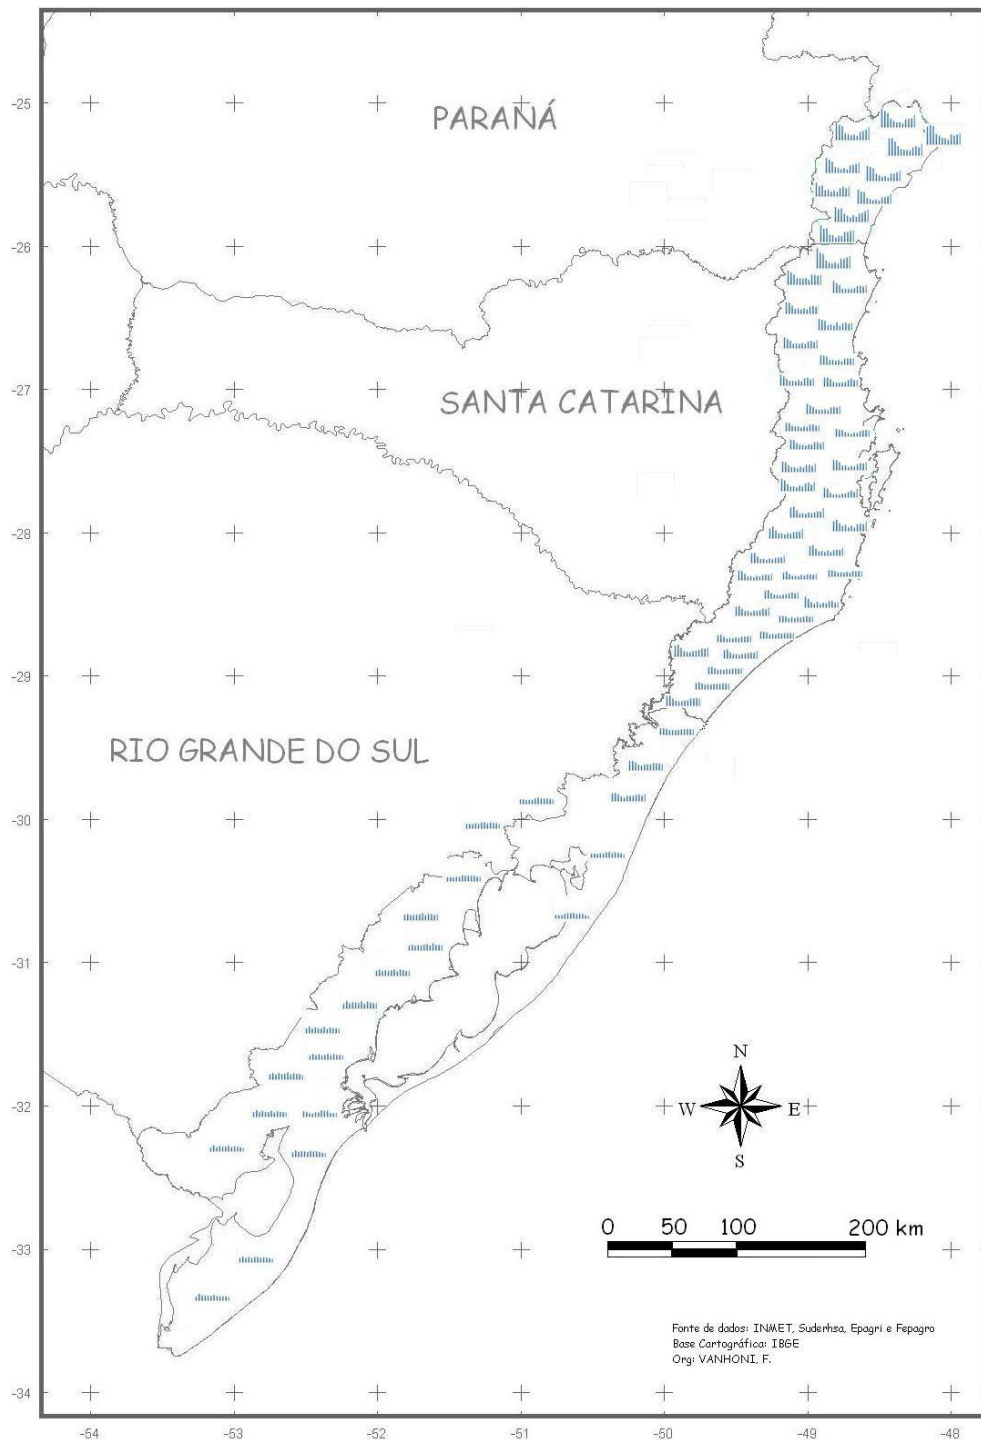 -25
PARANÁ
-26
-27
SANTA CATARINA
-28
-29
RIO GRANDE DO SUL
-30
-31
-32
N
W
E
S
-33
0 50 100 200 km
Fonte de dados: INMET, Suderhsa, Epagri e Fepagro
Base Cartográfica: IBGE
Org: VANHONI, F.
-34
-54 -53 -52 -51 -50 -49 -48 -47